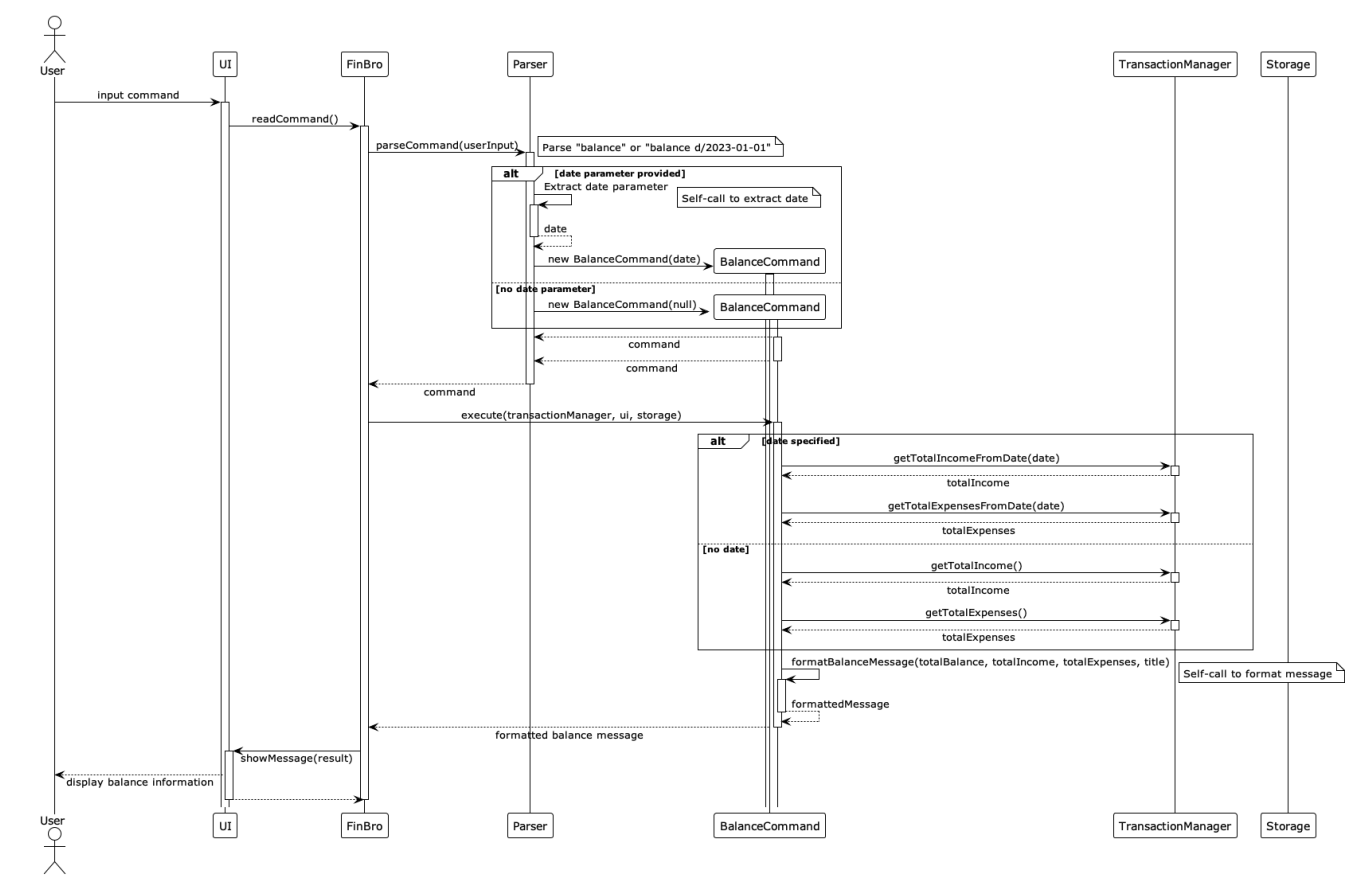 User
UI
FinBro
Parser
TransactionManager
Storage
input command
readCommand()
parseCommand(userInput)
Parse "balance" or "balance d/2023-01-01"
alt
[date parameter provided]
Extract date parameter
Self-call to extract date
date
new BalanceCommand(date)
BalanceCommand
[no date parameter]
new BalanceCommand(null)
BalanceCommand
command
command
command
execute(transactionManager, ui, storage)
alt
[date specified]
getTotalIncomeFromDate(date)
totalIncome
getTotalExpensesFromDate(date)
totalExpenses
[no date]
getTotalIncome()
totalIncome
getTotalExpenses()
totalExpenses
formatBalanceMessage(totalBalance, totalIncome, totalExpenses, title)
Self-call to format message
formattedMessage
formatted balance message
showMessage(result)
display balance information
User
UI
FinBro
Parser
BalanceCommand
TransactionManager
Storage